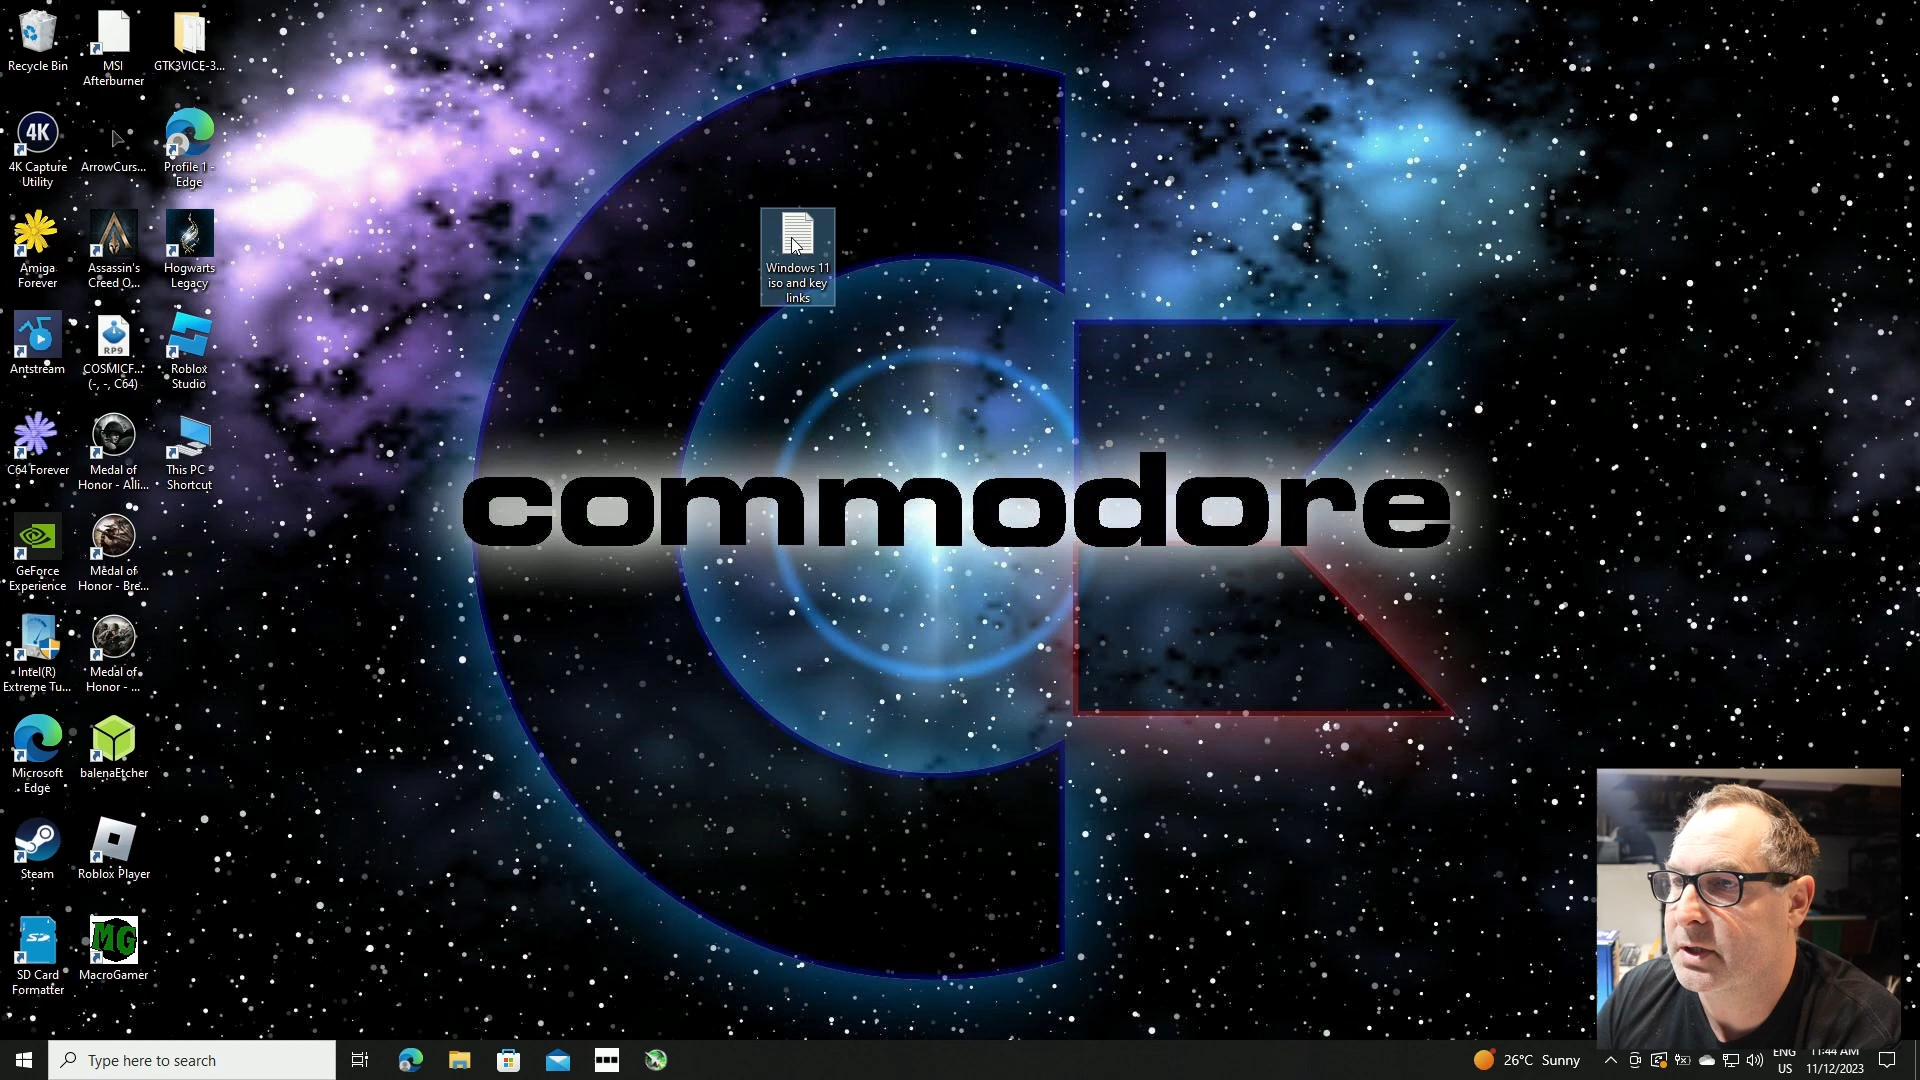 Recycle Bin
MSI
Afterburner
GTK3VICE-3...
4K
4K Capture
Utility
ArrowCurs...
Profile 1 -
Edge
Amiga
Forever
Assassin's
Creed O...
Hogwarts
Legacy
Windows 11
iso and key
links
Antstream
RP9
COSMICF...
(-, -, C64)
Roblox
Studio
C64 Forever
Medal of
Honor - Alli...
This PC -
Shortcut
commodore
GeForce
Experience
Medal of
Honor - Bre...
Intel(R)
Extreme Tu...
Medal of
Honor - ...
Microsoft
Edge
balenaEtcher
Steam
Roblox Player
SD
SD Card
Formatter
MG
MacroGamer
Type here to search
26°C Sunny
ENG
US
11:44 AM
11/12/2023